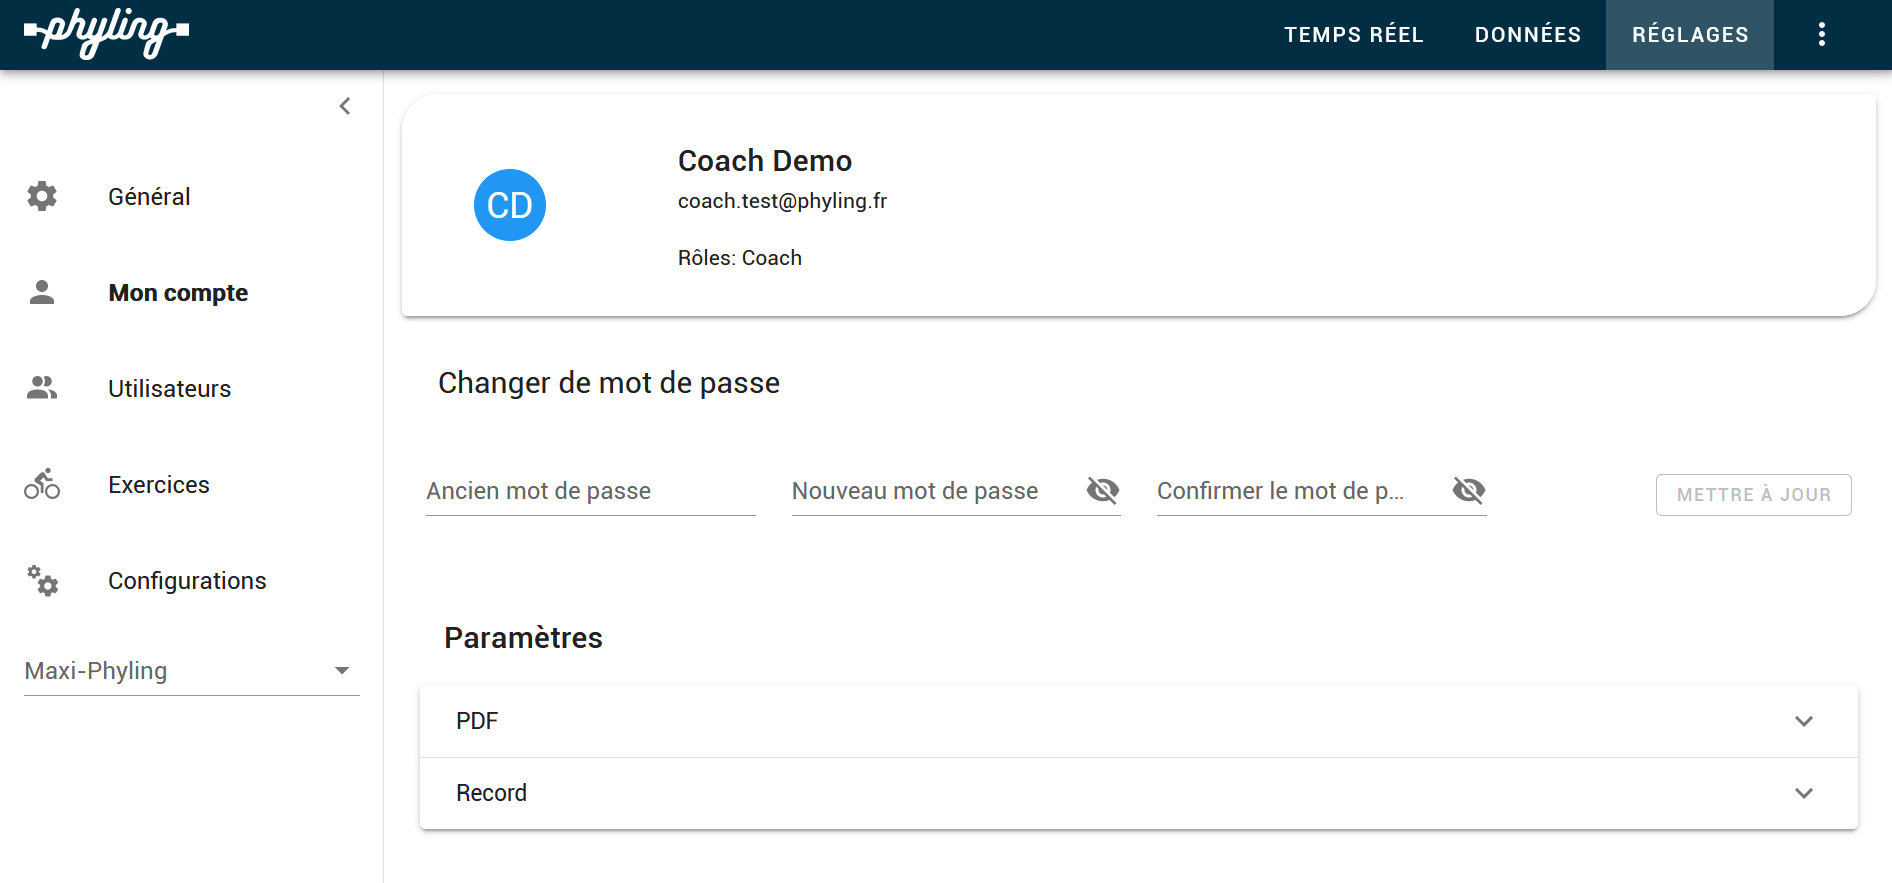 phyling
TEMPS RÉEL
DONNÉES
RÉGLAGES
Général
Mon compte
Utilisateurs
Exercices
Configurations
Maxi-Phyling
CD
Coach Demo
coach.test@phyling.fr
Rôles: Coach
Changer de mot de passe
Ancien mot de passe
Nouveau mot de passe
Confirmer le mot de p...
METTRE À JOUR
Paramètres
PDF
Record